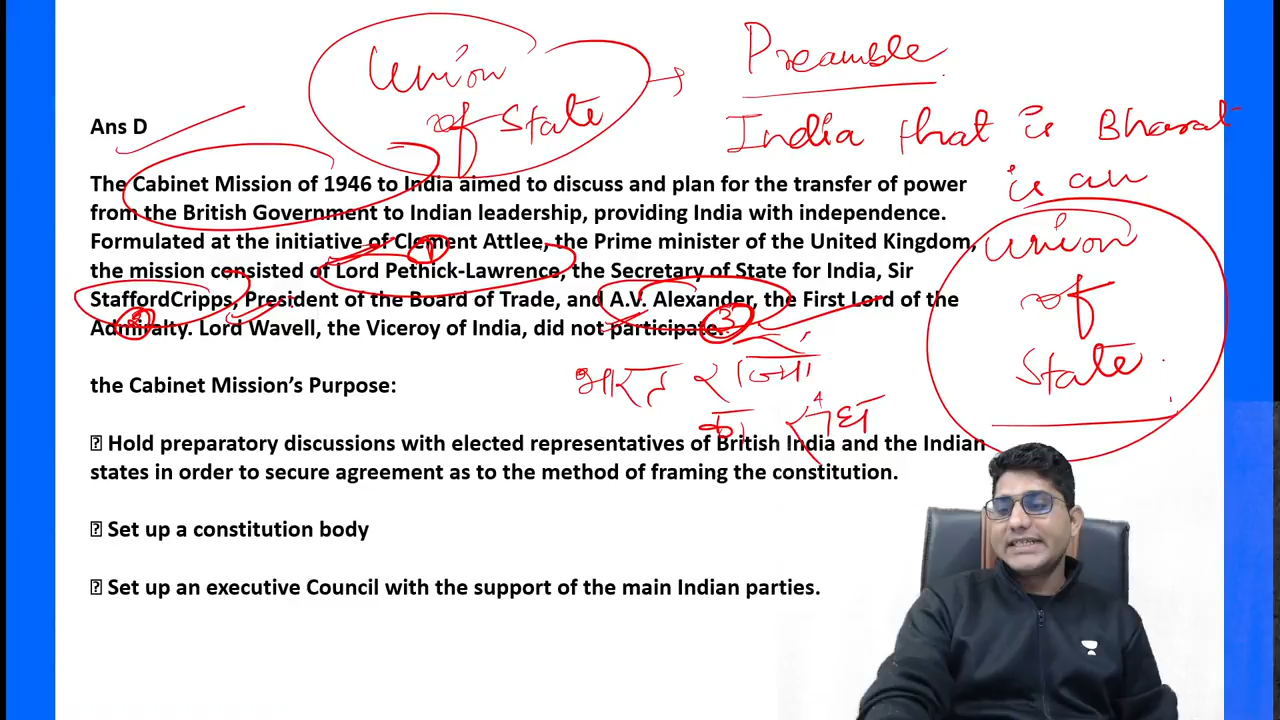 Union
of State
Preamble
India that is Bharat
is an
Union
of
State
Ans D
The Cabinet Mission of 1946 to India aimed to discuss and plan for the transfer of power
from the British Government to Indian leadership, providing India with independence.
Formulated at the initiative of Clement Attlee, the Prime minister of the United Kingdom,
the mission consisted of Lord Pethick-Lawrence, the Secretary of State for India, Sir
StaffordCripps, President of the Board of Trade, and A.V. Alexander, the First Lord of the
Admiralty. Lord Wavell, the Viceroy of India, did not participate.
1
2
3
भारत राज्यों
का संघ
the Cabinet Mission’s Purpose:
Hold preparatory discussions with elected representatives of British India and the Indian
states in order to secure agreement as to the method of framing the constitution.
Set up a constitution body
Set up an executive Council with the support of the main Indian parties.